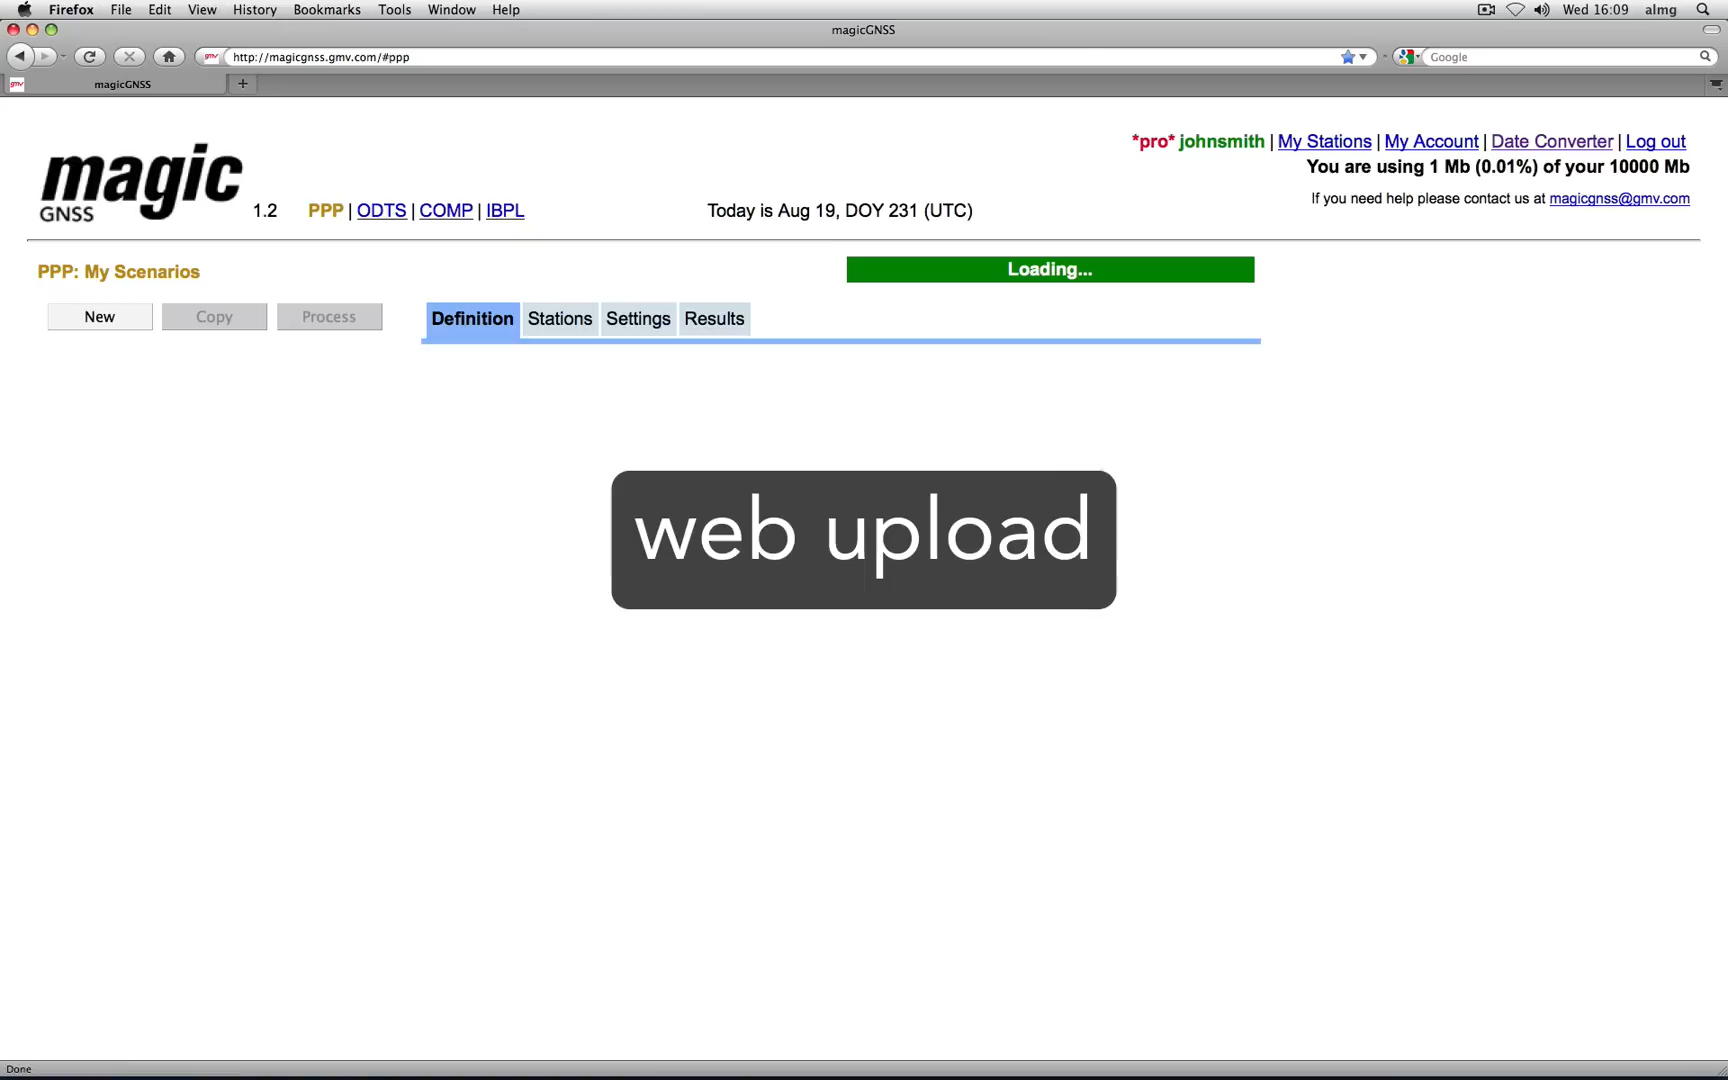 Firefox File Edit View History Bookmarks Tools Window Help Wed 16:09 almg
magicGNSS
gmv http://magicgnss.gmv.com/#ppp Google
gmv magicGNSS +
*pro* johnsmith | My Stations | My Account | Date Converter | Log out
You are using 1 Mb (0.01%) of your 10000 Mb
If you need help please contact us at magicgnss@gmv.com
magic
GNSS 1.2 PPP | ODTS | COMP | IBPL Today is Aug 19, DOY 231 (UTC)
PPP: My Scenarios Loading...
New Copy Process Definition Stations Settings Results
web upload
Done